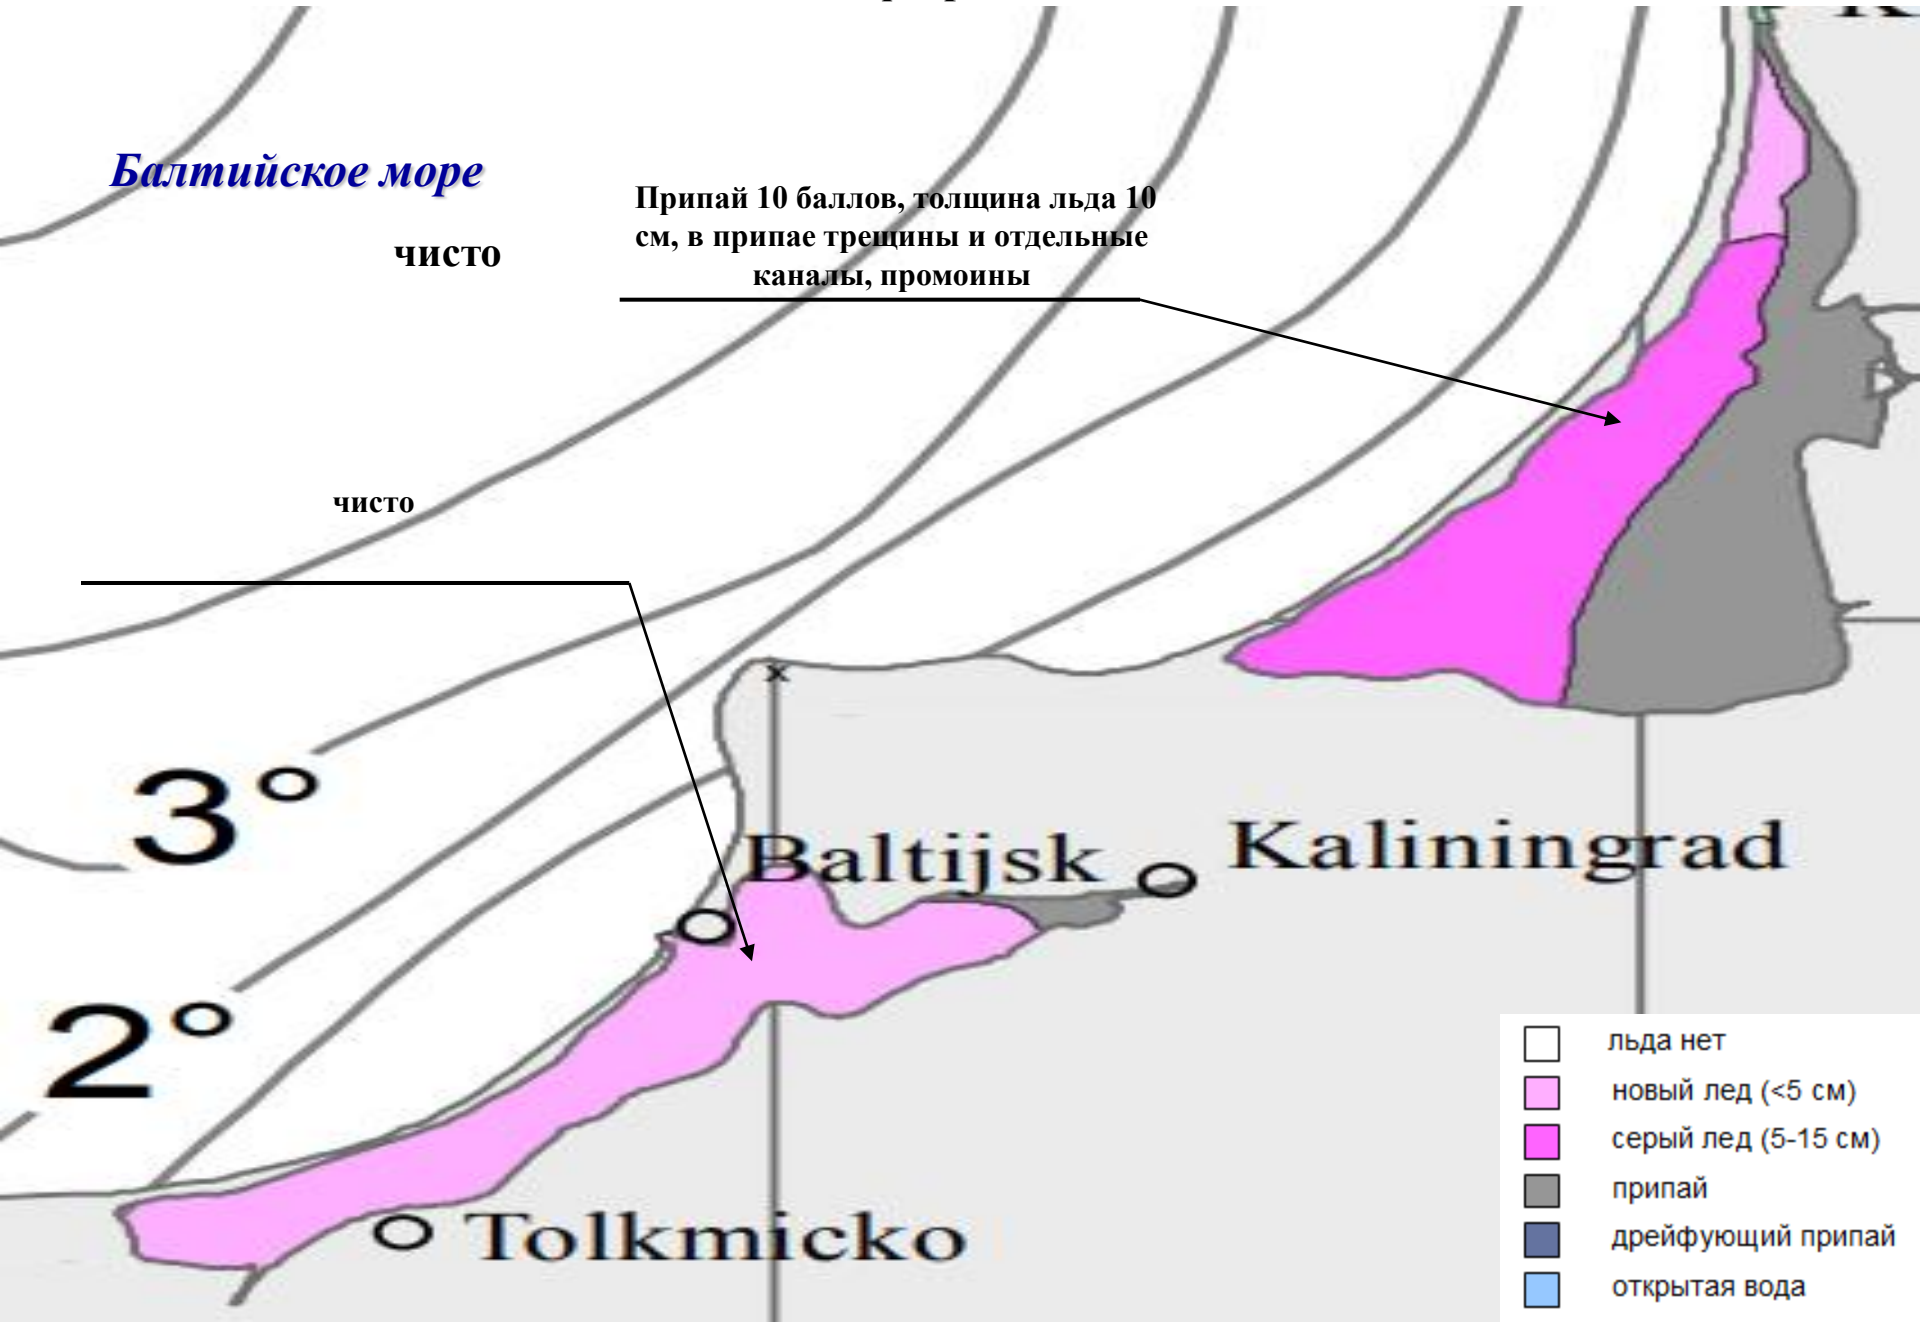 Балтийское море
чисто
Припай 10 баллов, толщина льда 10
см, в припае трещины и отдельные
каналы, промоины
чисто
x
3°
Baltijsk
Kaliningrad
2°
Tolkmicko
льда нет
новый лед (<5 см)
серый лед (5-15 см)
припай
дрейфующий припай
открытая вода